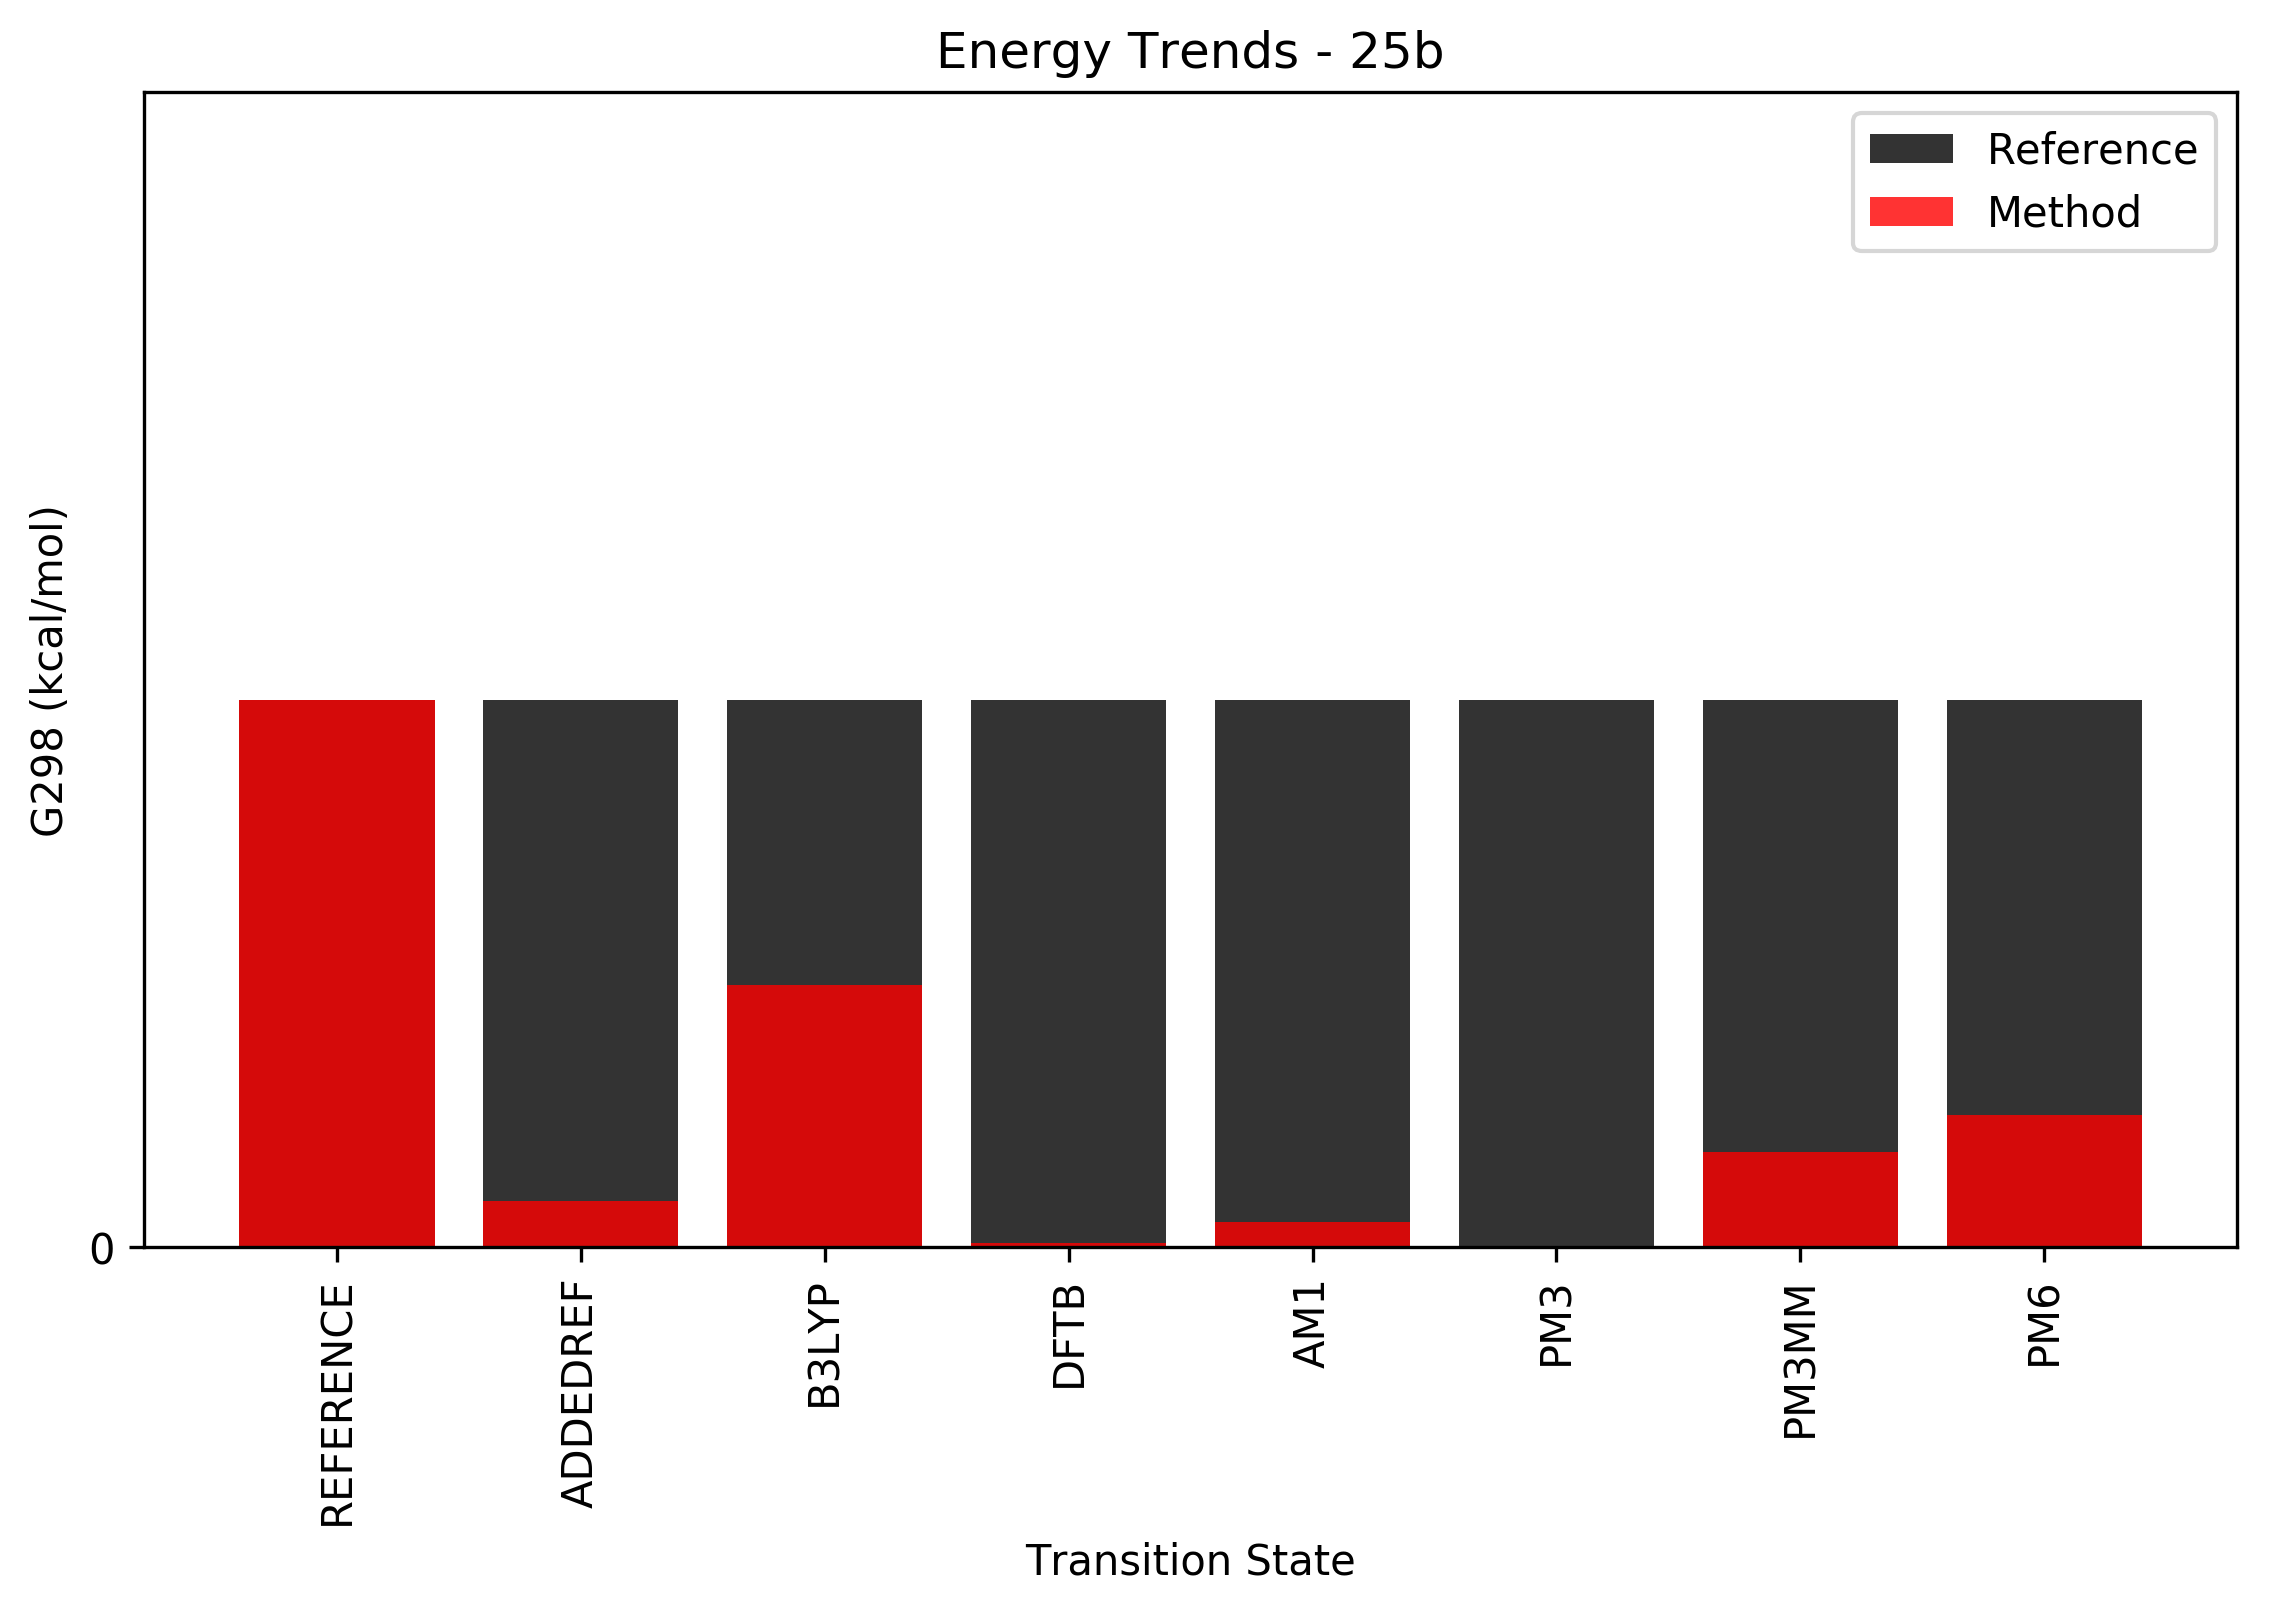 Energy Trends - 25b
Reference
Method
G298 (kcal/mol)
0
REFERENCE
ADDEDREF
B3LYP
DFTB
AM1
PM3
PM3MM
PM6
Transition State